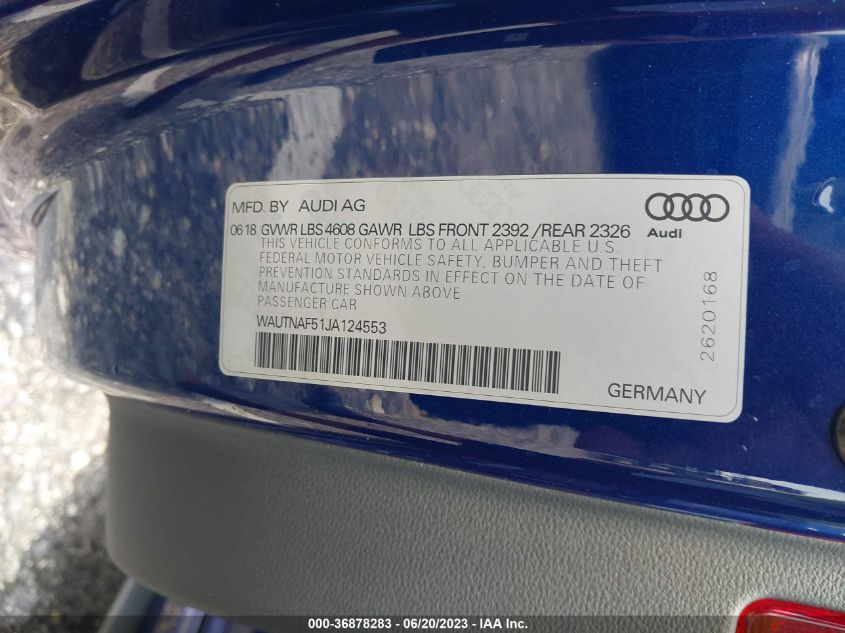 MFD. BY AUDI AG
Audi
06 18 GVWR LBS 4608 GAWR LBS FRONT 2392 /REAR 2326
THIS VEHICLE CONFORMS TO ALL APPLICABLE U.S.
FEDERAL MOTOR VEHICLE SAFETY, BUMPER AND THEFT
PREVENTION STANDARDS IN EFFECT ON THE DATE OF
MANUFACTURE SHOWN ABOVE
PASSENGER CAR
WAUTNAF51JA124553
2620168
GERMANY
000-36878283 - 06/20/2023 - IAA Inc.